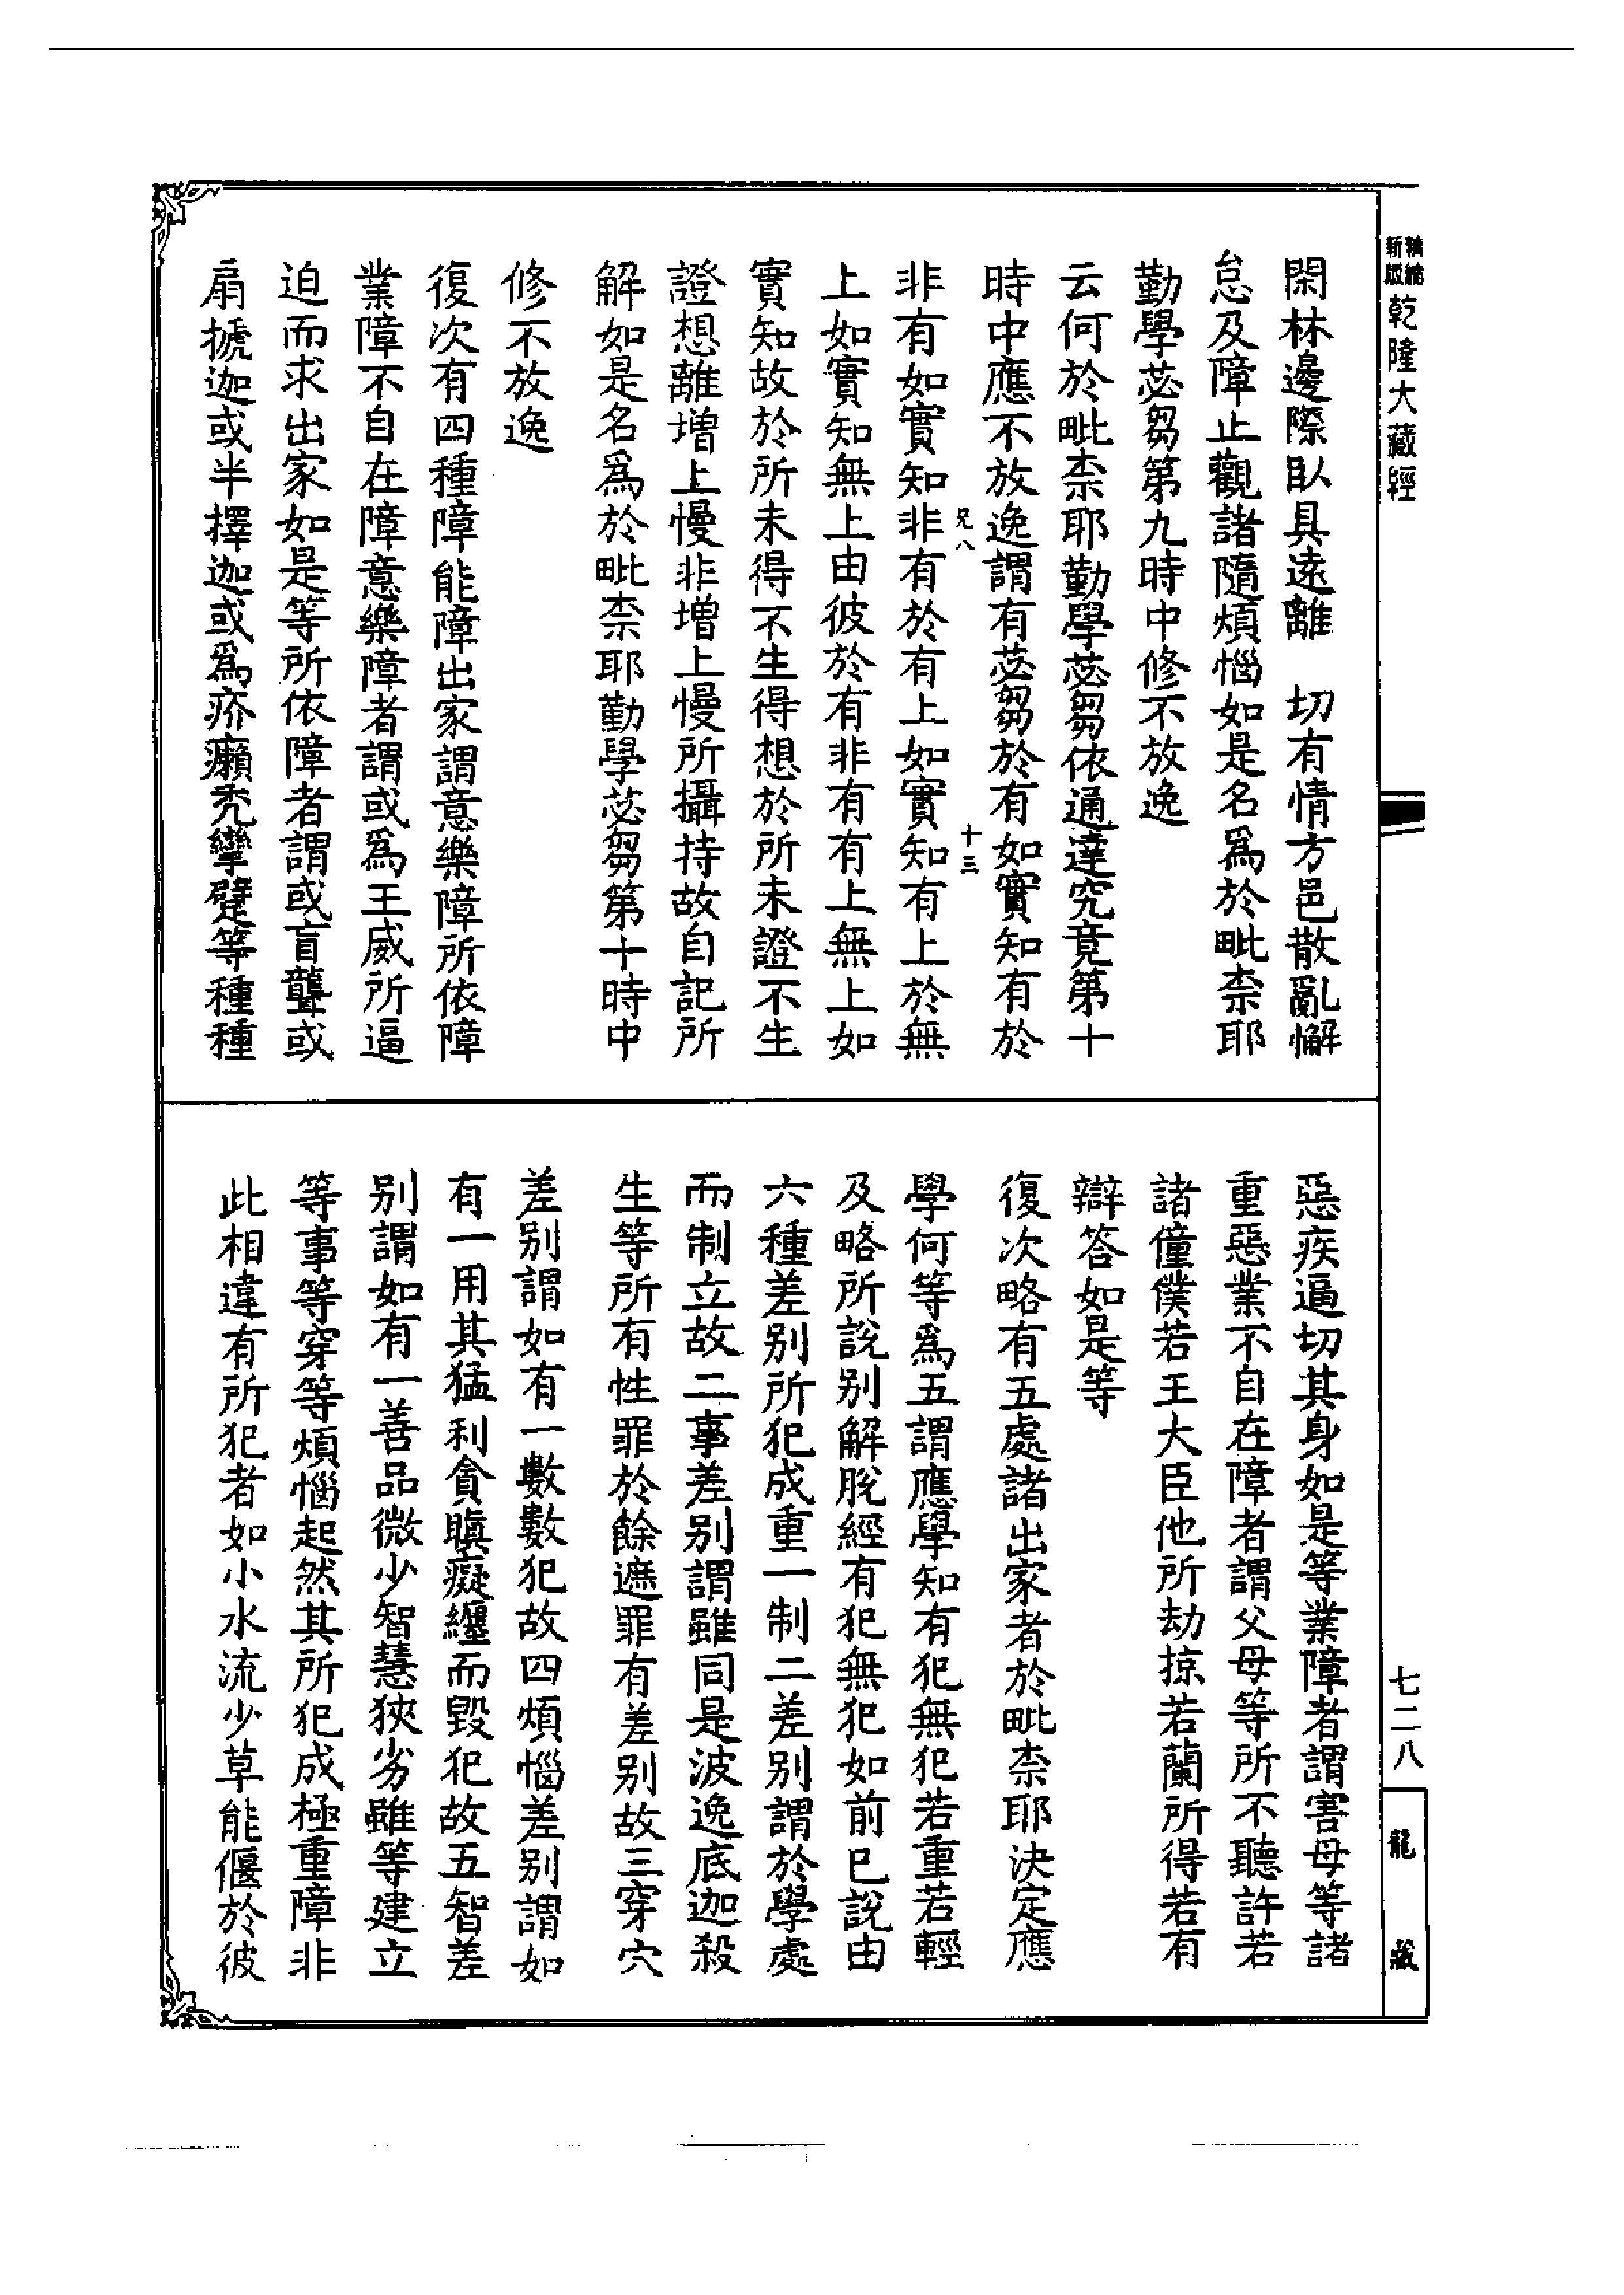 精縮新版乾隆大藏經
閑林邊際臥具遠離 切有情方邑散亂懈
怠及障止觀諸隨煩惱如是名爲於毗柰耶
勤學苾芻第九時中修不放逸
云何於毗柰耶勤學苾芻依通達究竟第十
時中應不放逸謂有苾芻於有如實知有於
兄八 十三
非有如實知非有於有上如實知有上於無
上如實知無上由彼於有非有有上無上如
實知故於所未得不生得想於所未證不生
證想離增上慢非增上慢所攝持故自記所
解如是名爲於毗柰耶勤學苾芻第十時中
修不放逸
復次有四種障能障出家謂意樂障所依障
業障不自在障意樂障者謂或爲王威所逼
迫而求出家如是等所依障者謂或盲聾或
扇搋迦或半擇迦或爲疥癩禿攣躄等種種
惡疾逼切其身如是等業障者謂害母等諸
重惡業不自在障者謂父母等所不聽許若
諸僮僕若王大臣他所劫掠若蘭所得若有
辯答如是等
復次略有五處諸出家者於毗柰耶決定應
學何等爲五謂應學知有犯無犯若重若輕
及略所說別解脫經有犯無犯如前已說由
六種差別所犯成重一制二差別謂於學處
而制立故二事差別謂雖同是波逸底迦殺
生等所有性罪於餘遮罪有差別故三穿穴
差別謂如有一數數犯故四煩惱差別謂如
有一用其猛利貪瞋癡纏而毀犯故五智差
別謂如有一善品微少智慧狹劣雖等建立
等事等穿等煩惱起然其所犯成極重障非
此相違有所犯者如小水流少草能偃於彼
七二八
龍藏